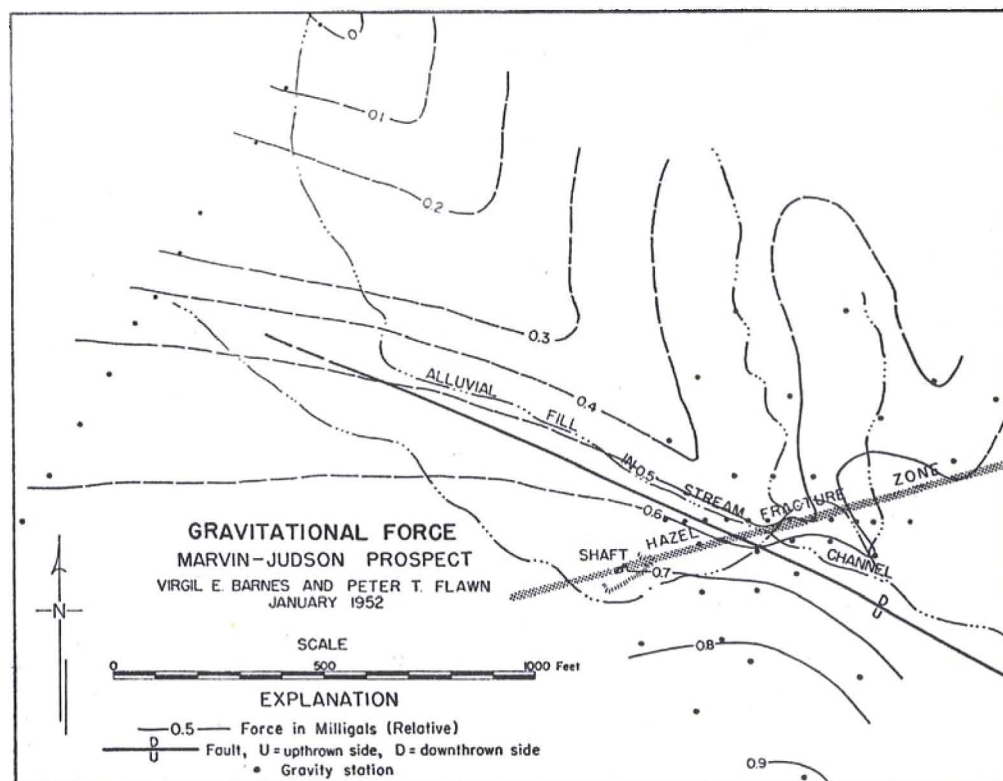 0
0.1
0.2
0.3
0.4
ALLUVIAL FILL IN STREAM CHANNEL
0.5
0.6
HAZEL FRACTURE ZONE
SHAFT
0.7
D
U
0.8
0.9
GRAVITATIONAL FORCE
MARVIN-JUDSON PROSPECT
VIRGIL E. BARNES AND PETER T. FLAWN
JANUARY 1952
N
SCALE
0 500 1000 Feet
EXPLANATION
0.5 Force in Milligals (Relative)
D
U
Fault, U = upthrown side, D = downthrown side
Gravity station